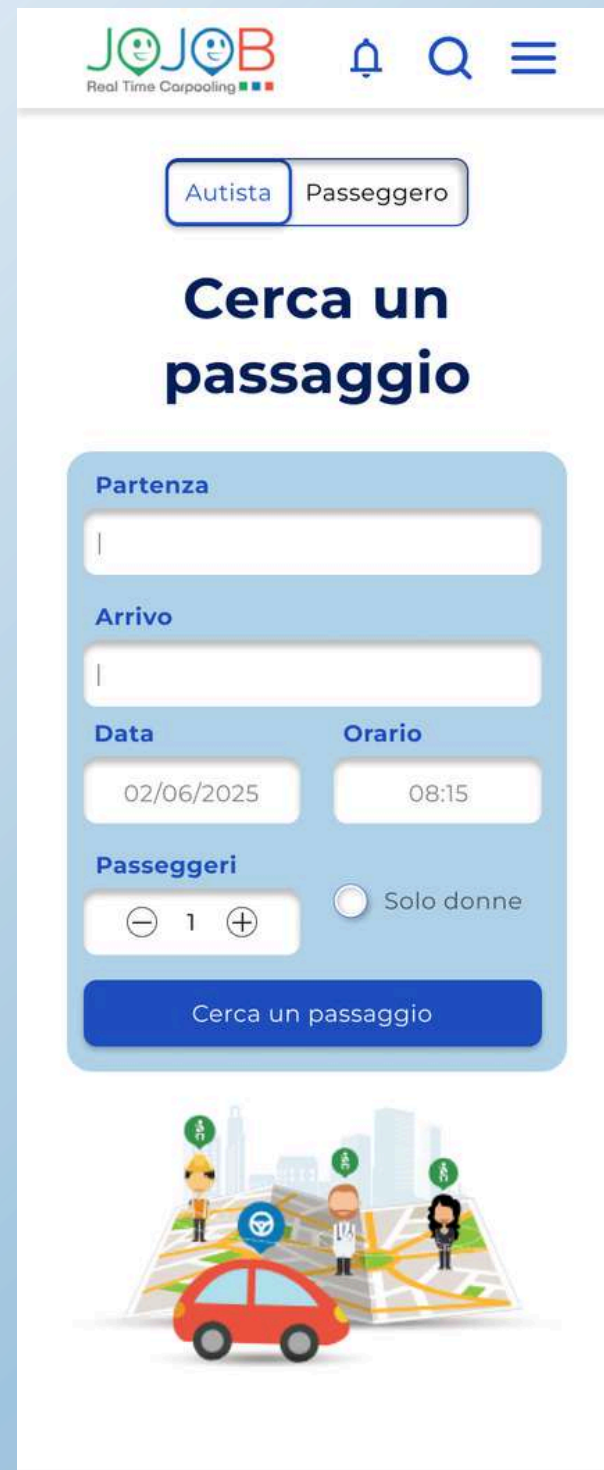 JOJOB
Real Time Carpooling
Autista Passeggero
Cerca un
passaggio
Partenza
Arrivo
Data Orario
02/06/2025 08:15
Passeggeri
1 Solo donne
Cerca un passaggio